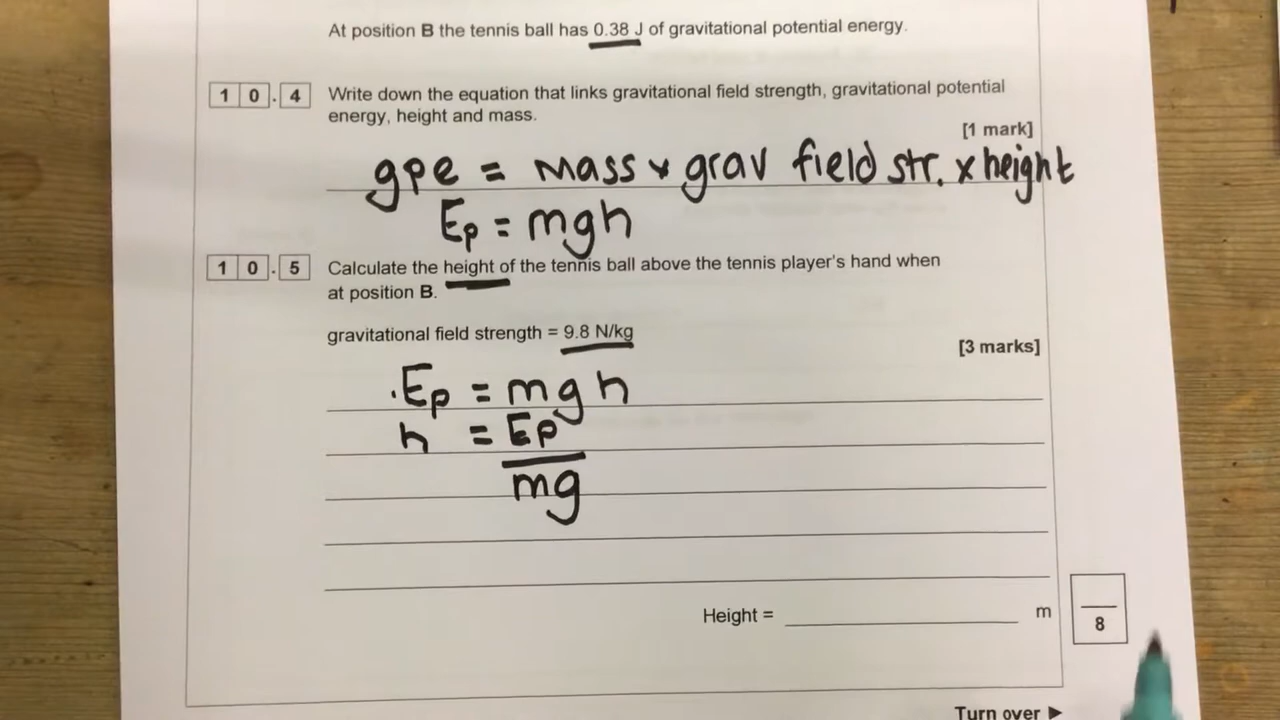 At position B the tennis ball has 0.38 J of gravitational potential energy.
1 0 . 4 Write down the equation that links gravitational field strength, gravitational potential
energy, height and mass.
[1 mark]
gpe = mass × grav field str. × height
Ep = mgh
1 0 . 5 Calculate the height of the tennis ball above the tennis player's hand when
at position B.
gravitational field strength = 9.8 N/kg
[3 marks]
Ep = mgh
h = Ep
mg
Height = m
8
Turn over ►